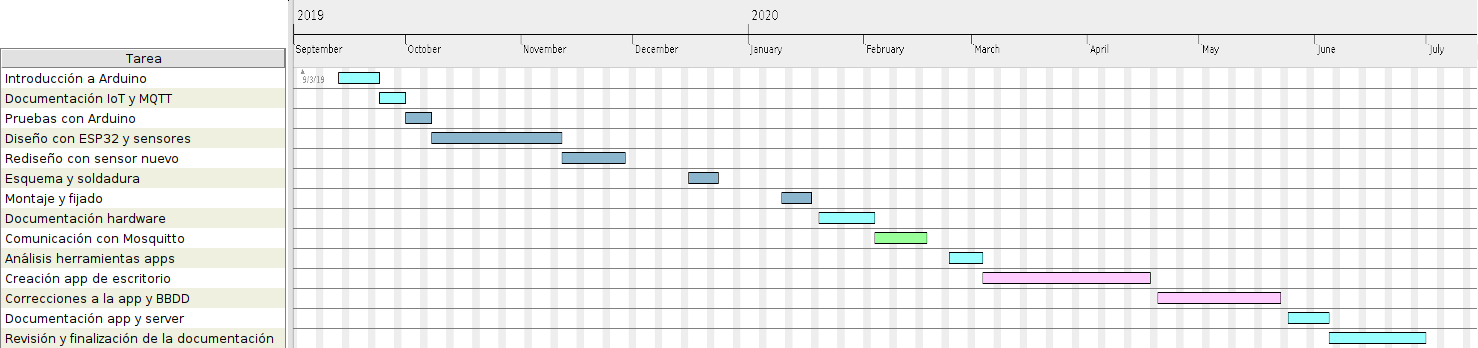 2019 2020
September October November December January February March April May June July
Tarea
9/3/19
Introducción a Arduino
Documentación IoT y MQTT
Pruebas con Arduino
Diseño con ESP32 y sensores
Rediseño con sensor nuevo
Esquema y soldadura
Montaje y fijado
Documentación hardware
Comunicación con Mosquitto
Análisis herramientas apps
Creación app de escritorio
Correcciones a la app y BBDD
Documentación app y server
Revisión y finalización de la documentación